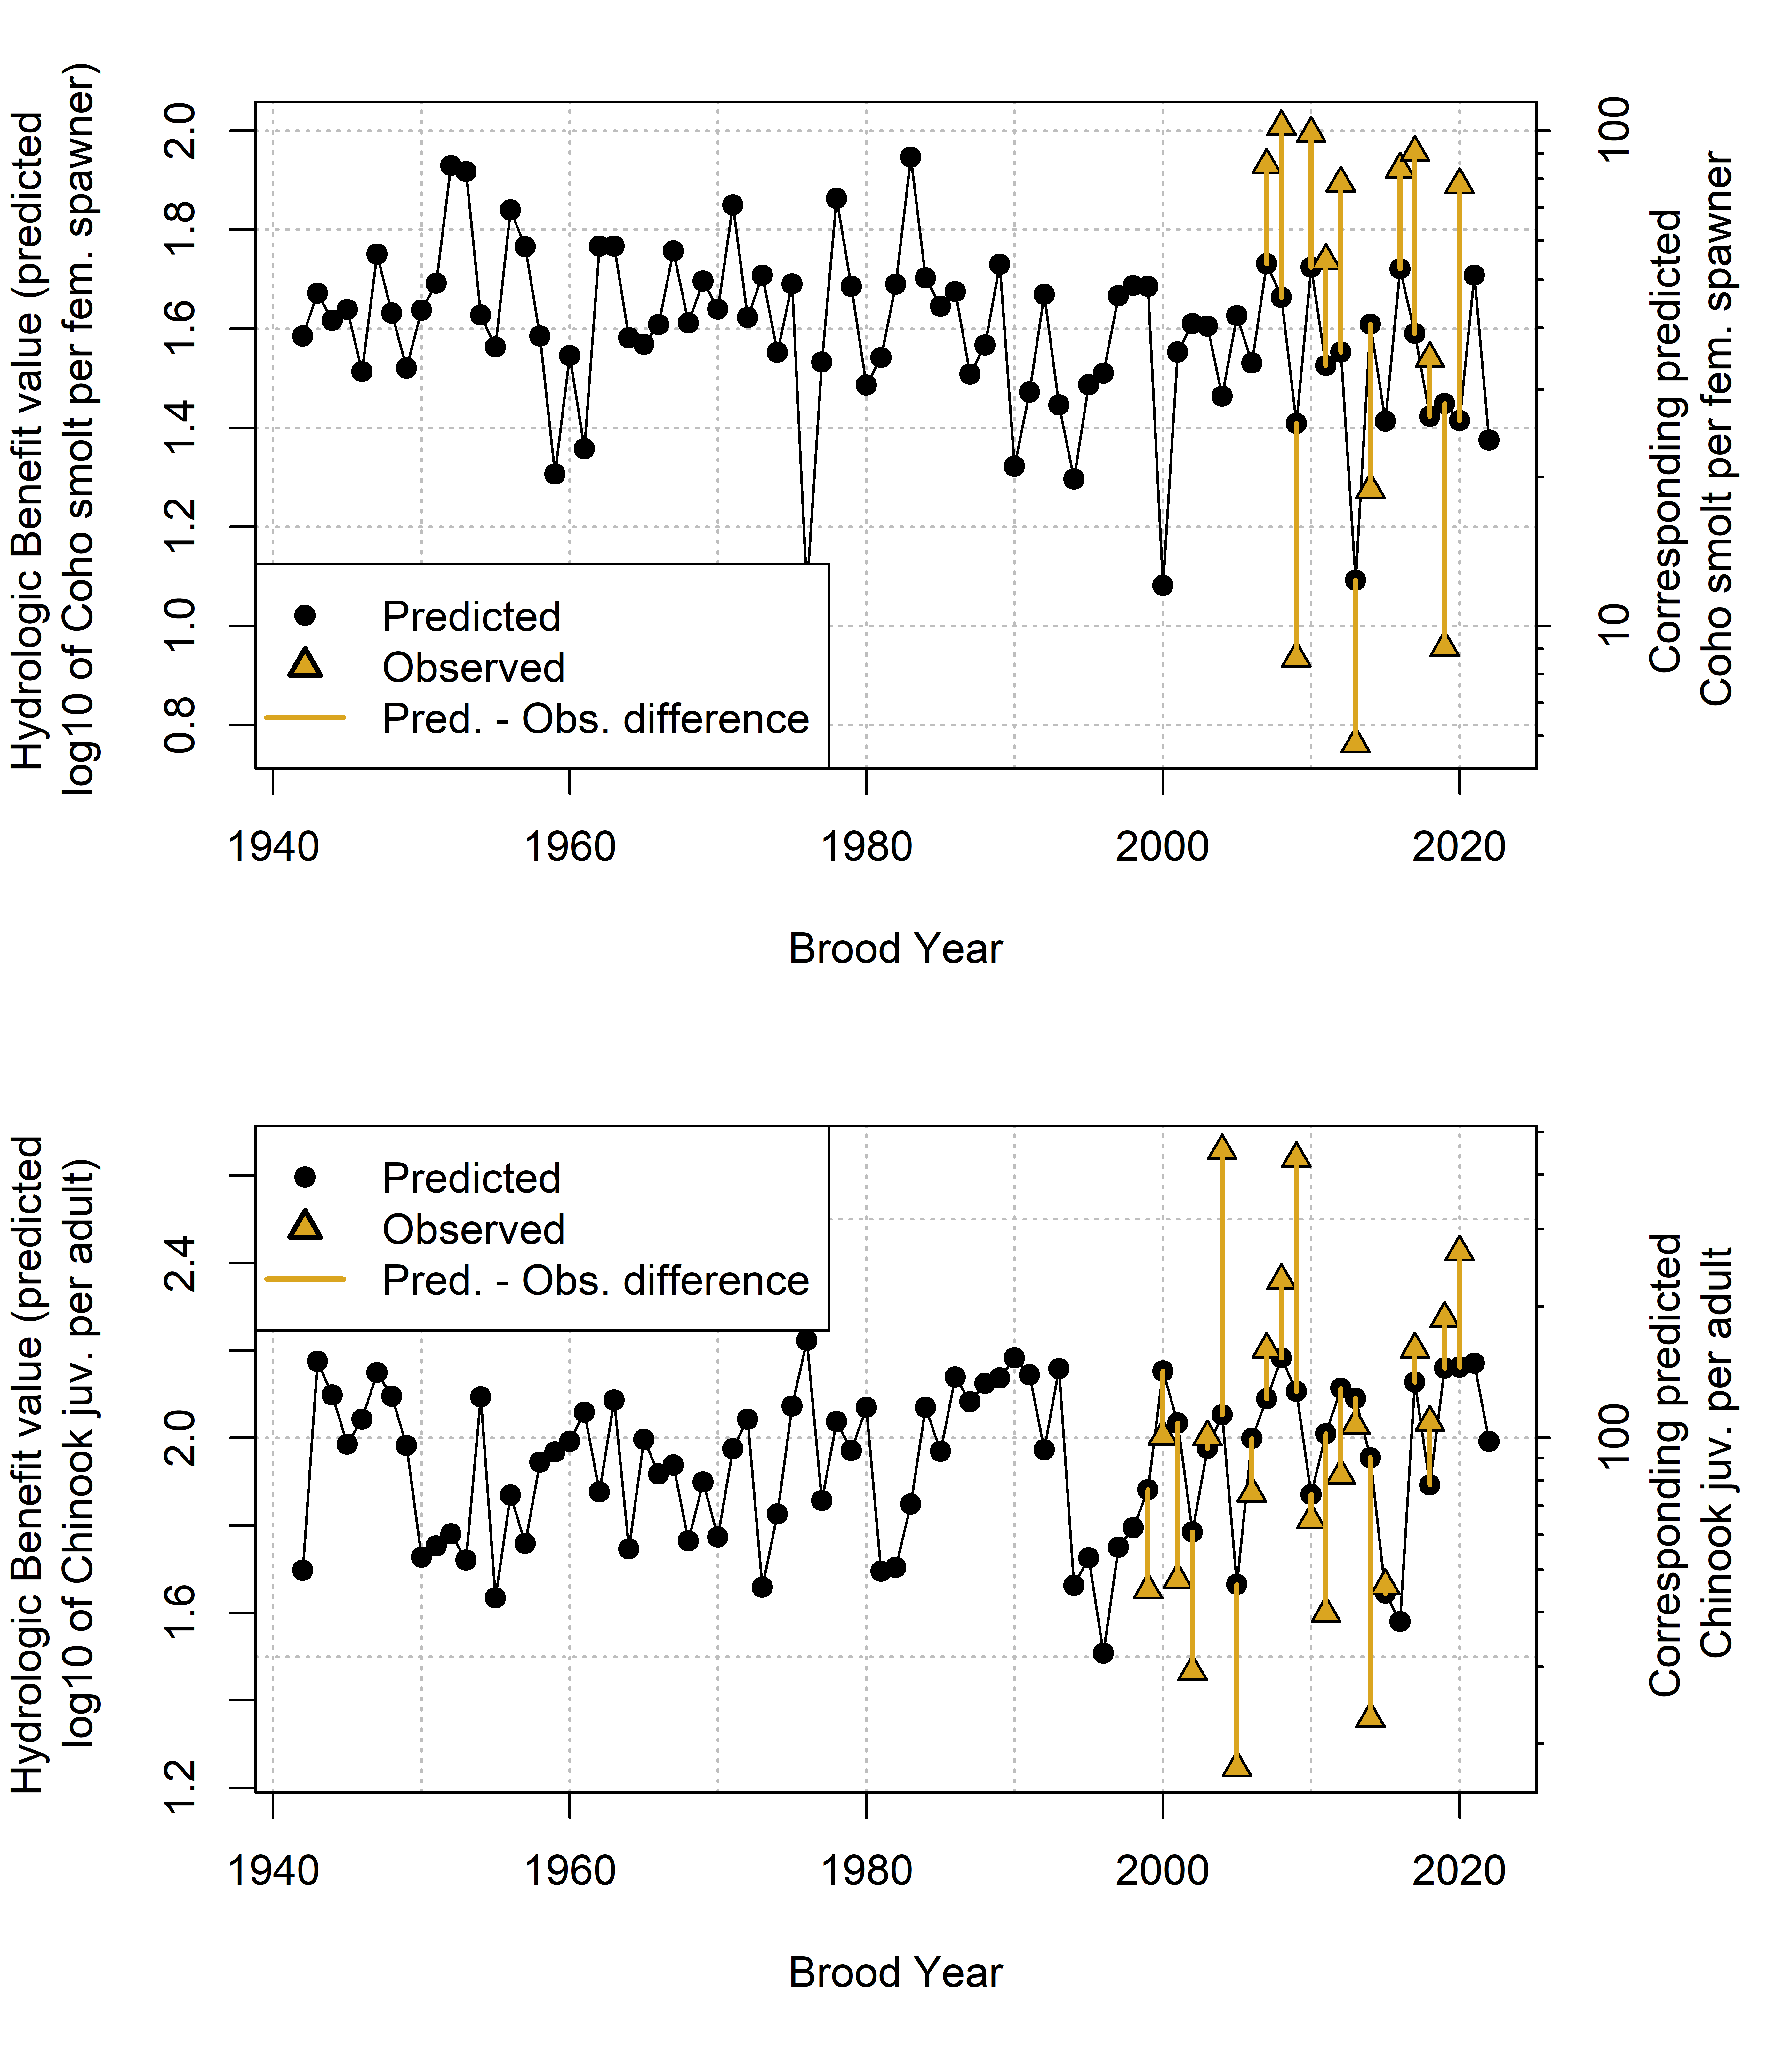 Hydrologic Benefit value (predicted
log10 of Coho smolt per fem. spawner)
2.0
1.8
1.6
1.4
1.2
1.0
0.8
100
10
Corresponding predicted
Coho smolt per fem. spawner
Predicted
Observed
Pred. - Obs. difference
1940 1960 1980 2000 2020
Brood Year
Hydrologic Benefit value (predicted
log10 of Chinook juv. per adult)
2.4
2.0
1.6
1.2
100
Corresponding predicted
Chinook juv. per adult
Predicted
Observed
Pred. - Obs. difference
1940 1960 1980 2000 2020
Brood Year